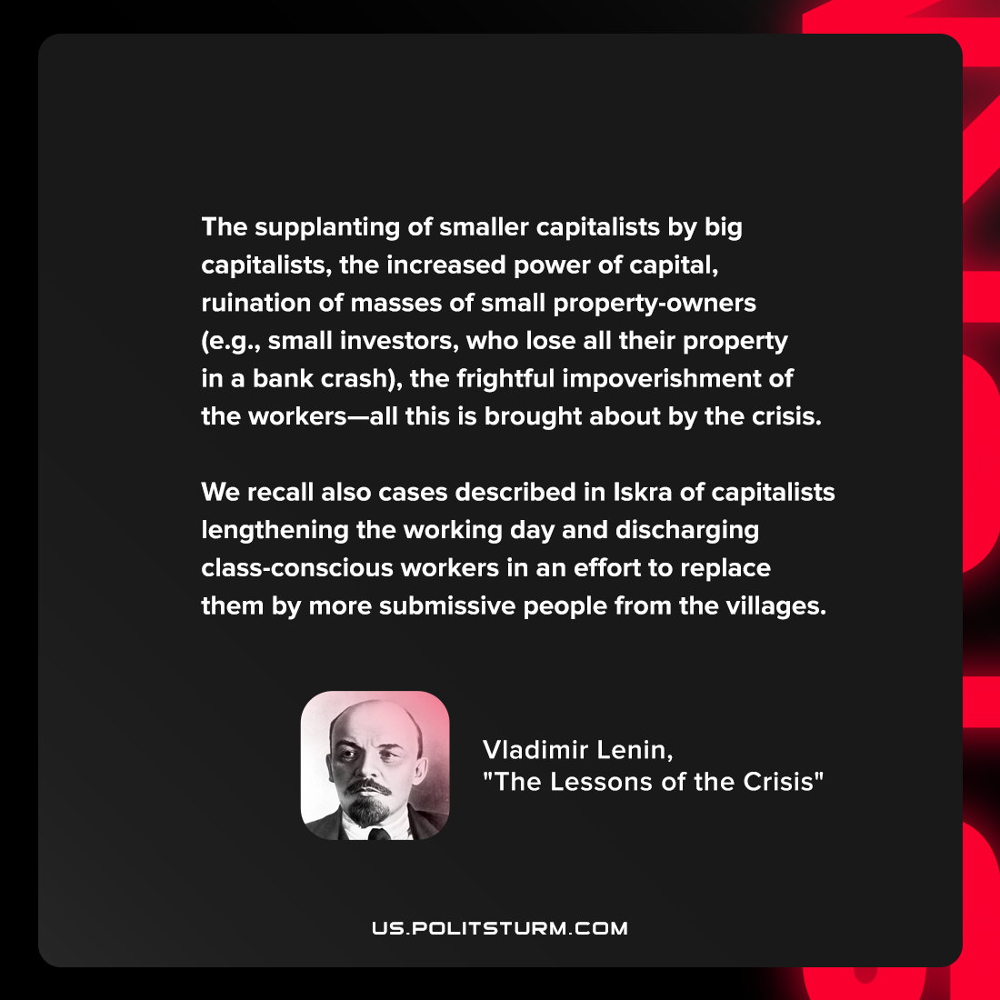 The supplanting of smaller capitalists by big
capitalists, the increased power of capital,
ruination of masses of small property-owners
(e.g., small investors, who lose all their property
in a bank crash), the frightful impoverishment of
the workers—all this is brought about by the crisis.
We recall also cases described in Iskra of capitalists
lengthening the working day and discharging
class-conscious workers in an effort to replace
them by more submissive people from the villages.
Vladimir Lenin,
"The Lessons of the Crisis"
US.POLITSTURM.COM